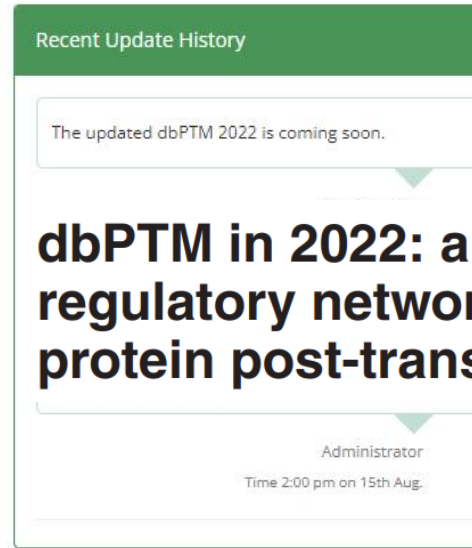 Recent Update History
The updated dbPTM 2022 is coming soon.
dbPTM in 2022: a
regulatory networ
protein post-trans
Administrator
Time 2:00 pm on 15th Aug.